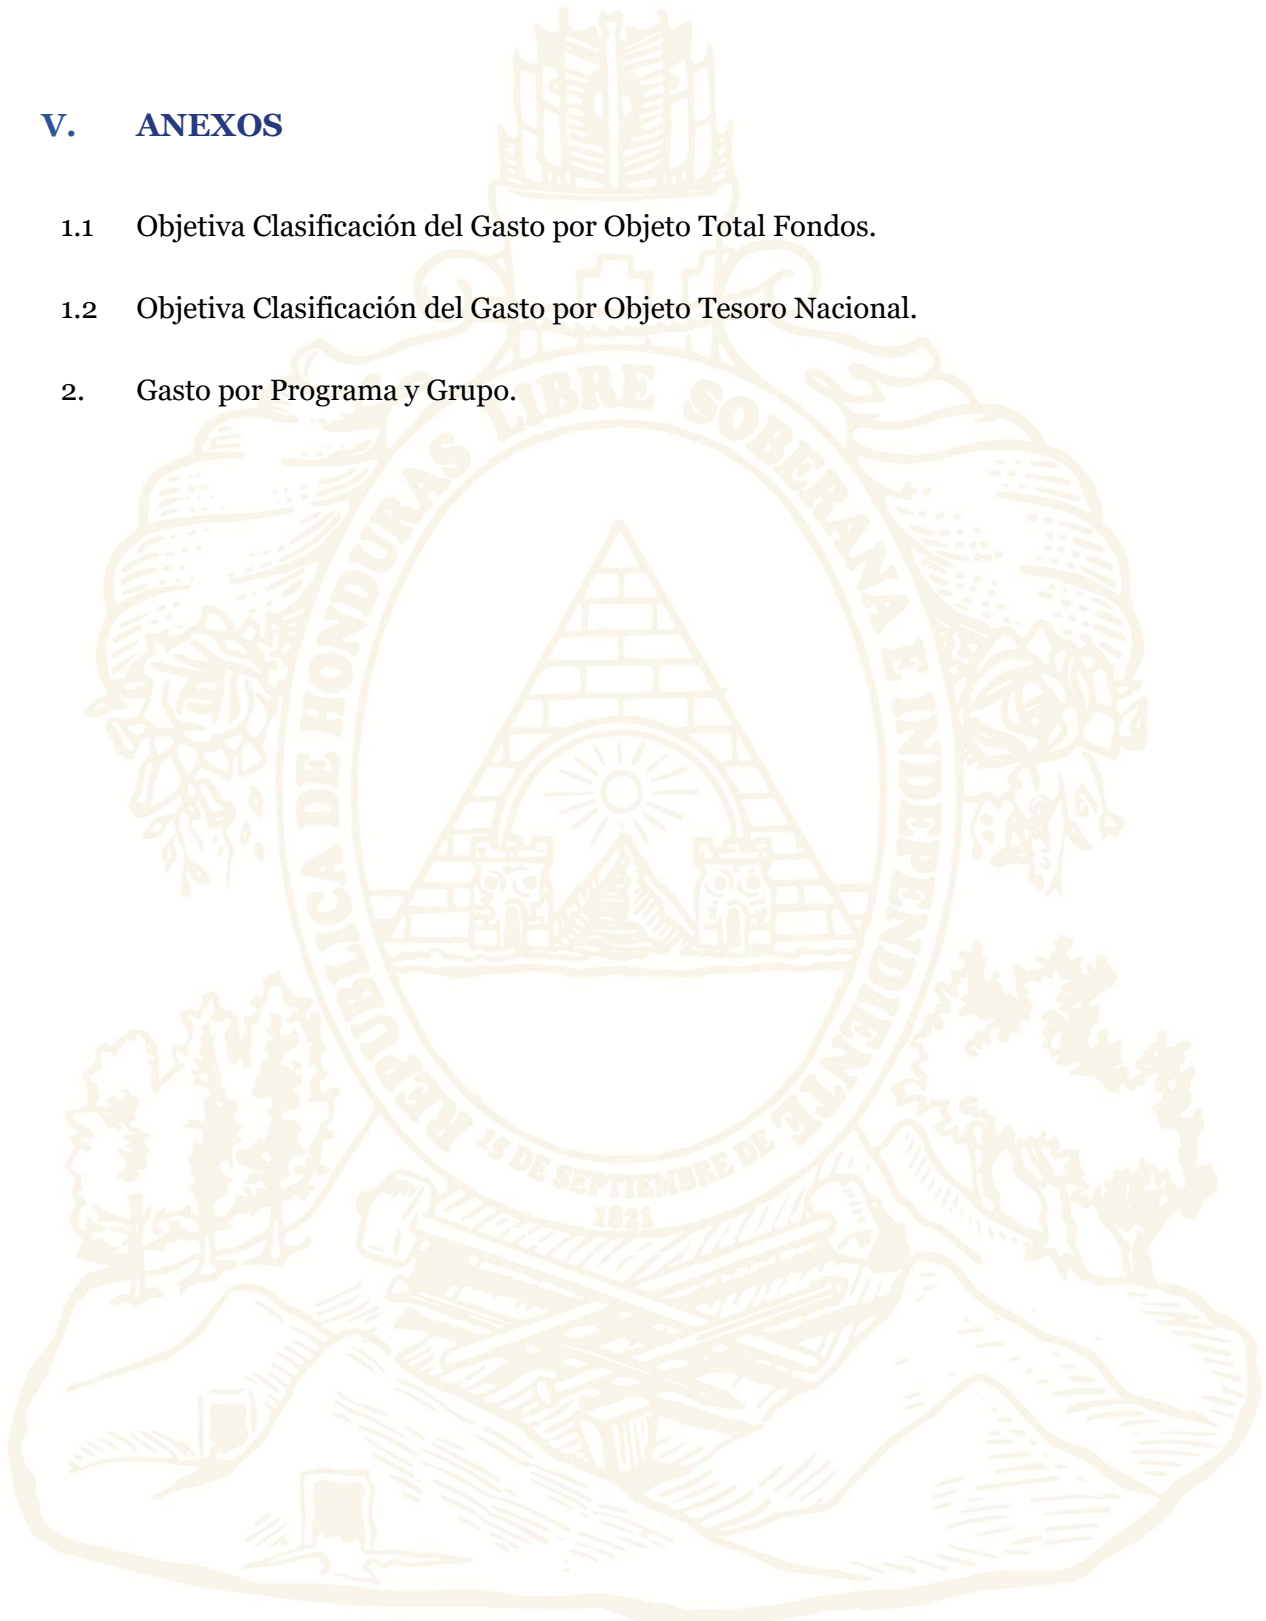 V. ANEXOS
1.1 Objetiva Clasificación del Gasto por Objeto Total Fondos.
1.2 Objetiva Clasificación del Gasto por Objeto Tesoro Nacional.
2. Gasto por Programa y Grupo.
REPUBLICA DE HONDURAS LIBRE SOBERANA E INDEPENDIENTE
15 DE SEPTIEMBRE DE
1821